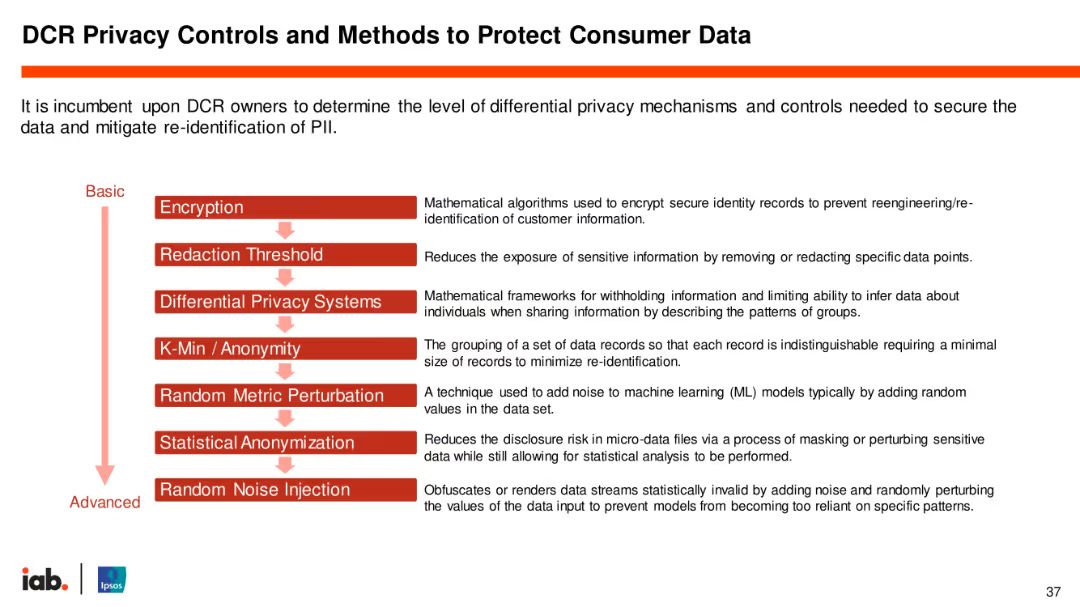 DCR Privacy Controls and Methods to Protect Consumer Data
It is incumbent upon DCR owners to determine the level of differential privacy mechanisms and controls needed to secure the
data and mitigate re-identification of PII.
Basic
Encryption
Mathematical algorithms used to encrypt secure identity records to prevent reengineering/re-
identification of customer information.
Redaction Threshold
Reduces the exposure of sensitive information by removing or redacting specific data points.
Differential Privacy Systems
Mathematical frameworks for withholding information and limiting ability to infer data about
individuals when sharing information by describing the patterns of groups.
K-Min / Anonymity
The grouping of a set of data records so that each record is indistinguishable requiring a minimal
size of records to minimize re-identification.
Random Metric Perturbation
A technique used to add noise to machine learning (ML) models typically by adding random
values in the data set.
Statistical Anonymization
Reduces the disclosure risk in micro-data files via a process of masking or perturbing sensitive
data while still allowing for statistical analysis to be performed.
Random Noise Injection
Obfuscates or renders data streams statistically invalid by adding noise and randomly perturbing
the values of the data input to prevent models from becoming too reliant on specific patterns.
Advanced
iab.
Ipsos
37